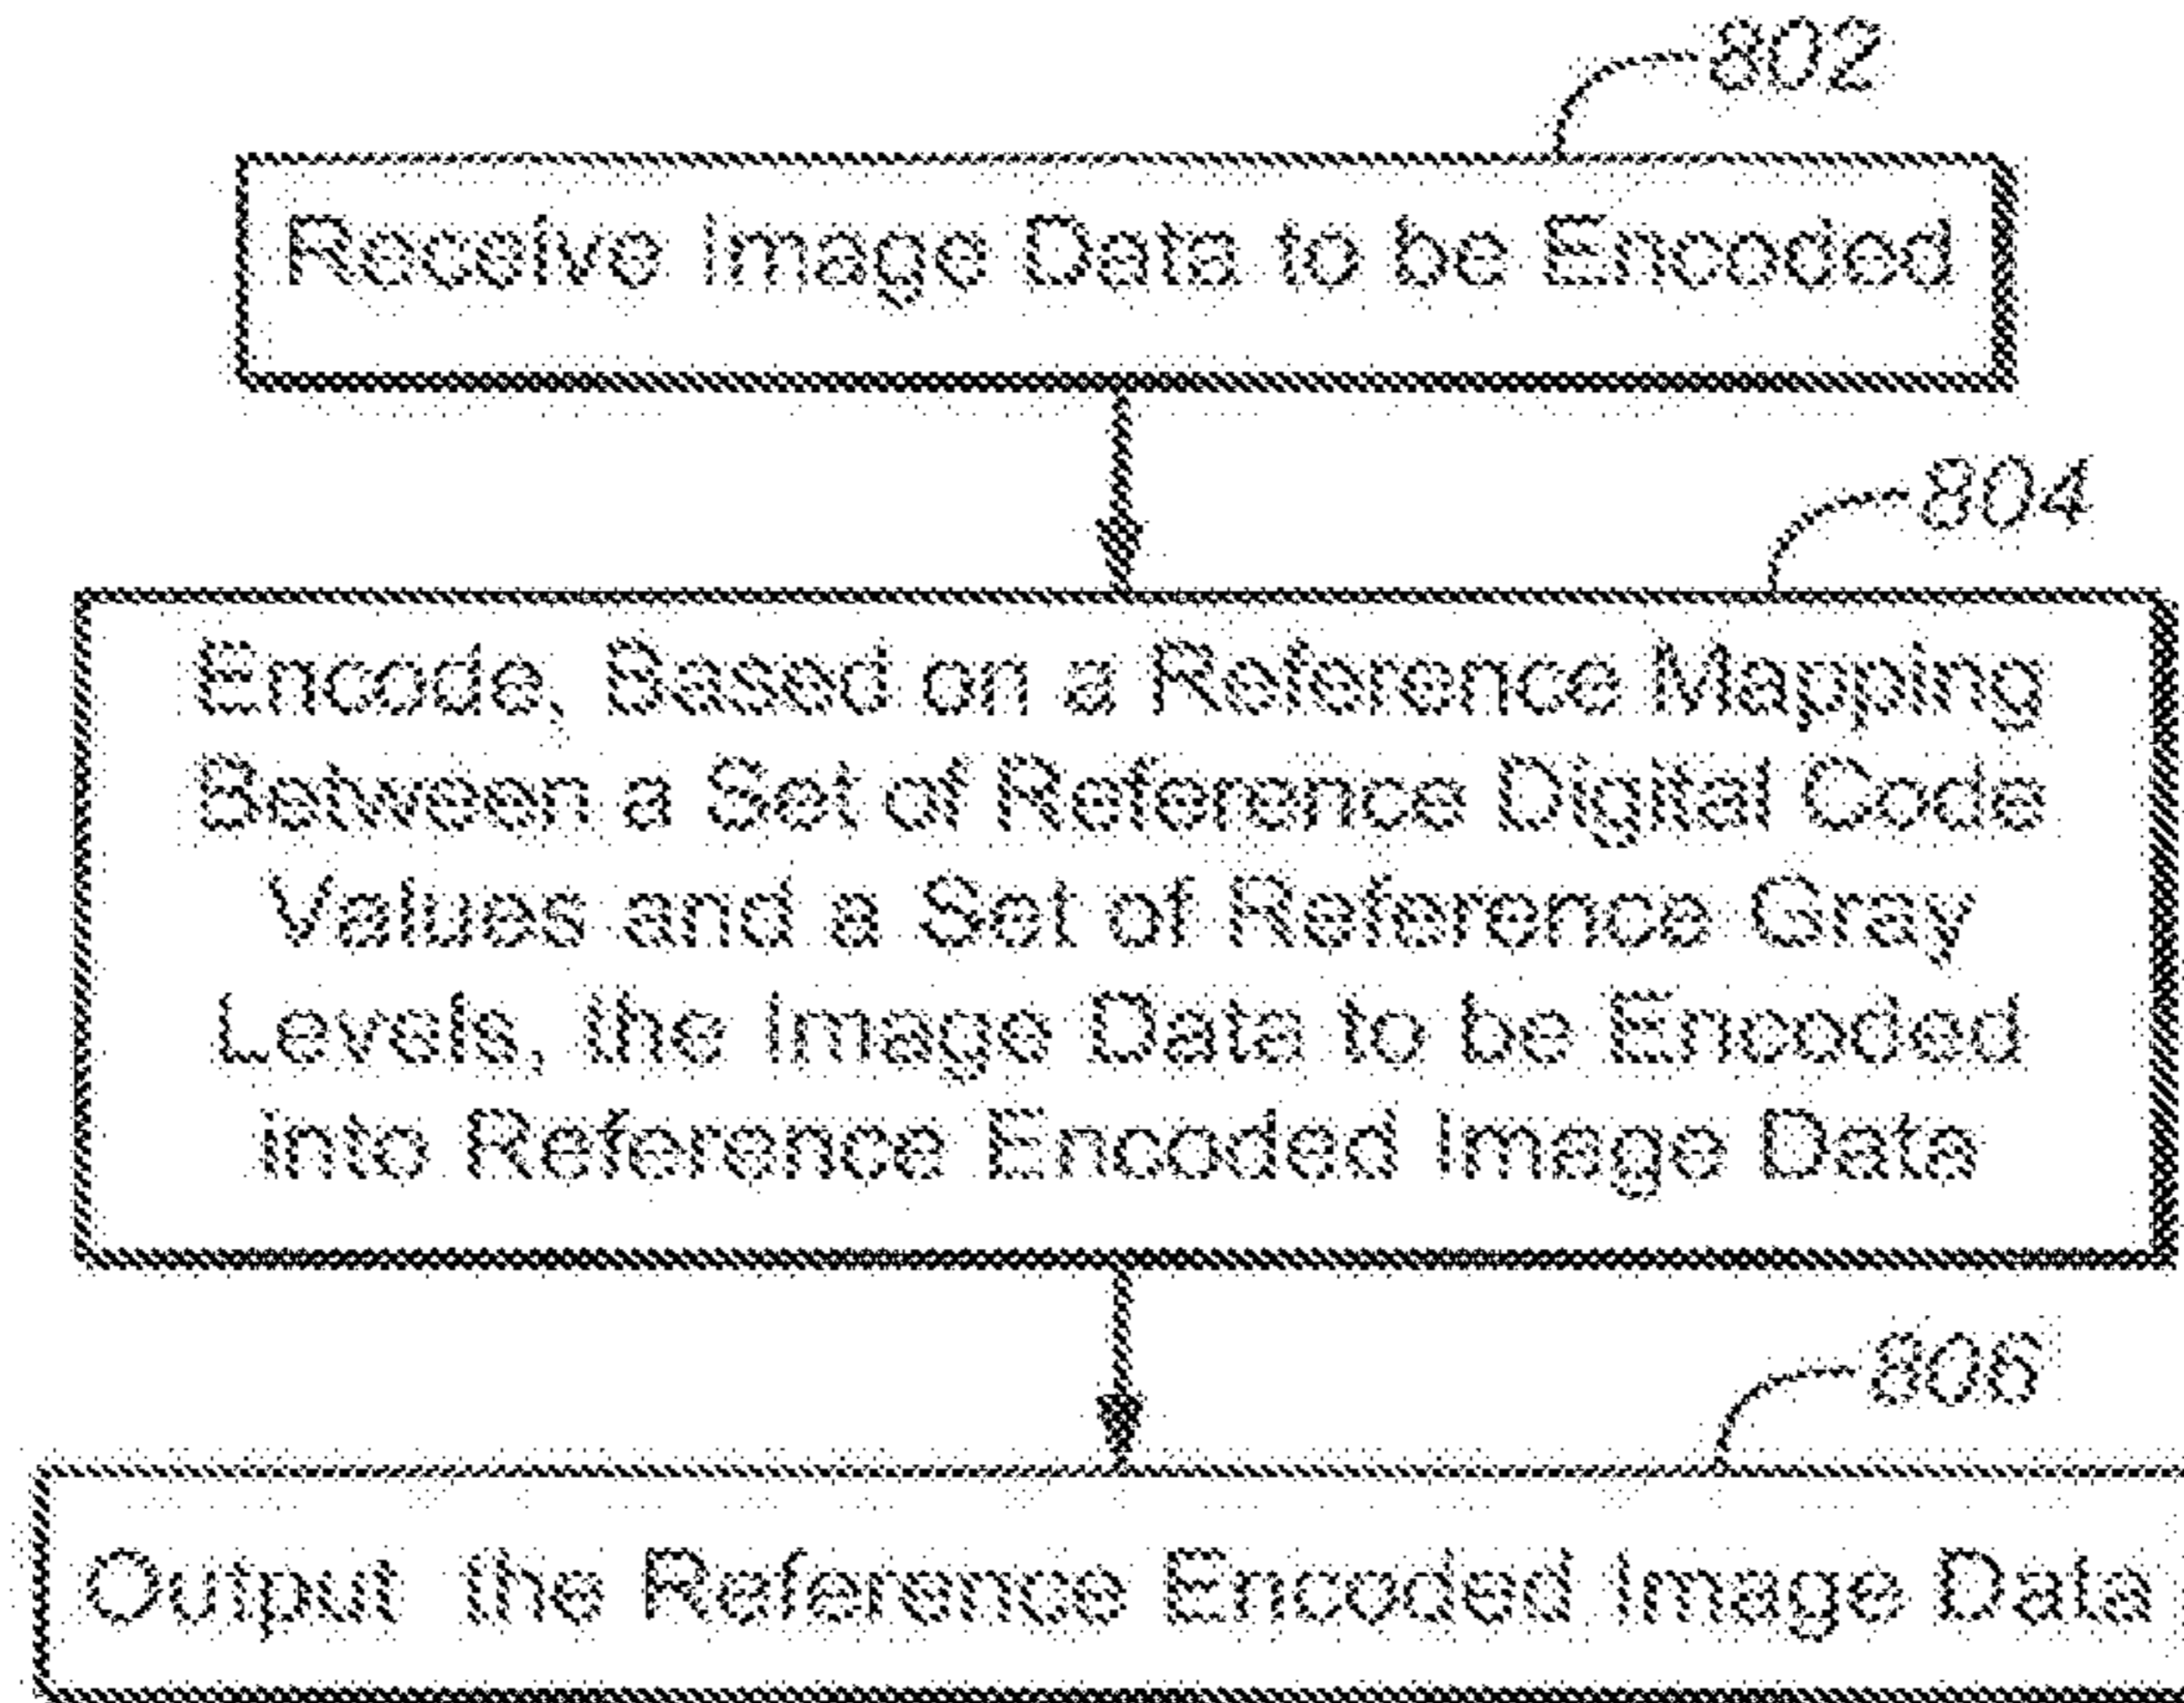 802
Receive Image Data to be Encoded
804
Encode, Based on a Reference Mapping
Between a Set of Reference Digital Code
Values and a Set of Reference Gray
Levels, the Image Data to be Encoded
into Reference Encoded Image Data
806
Output the Reference Encoded Image Data